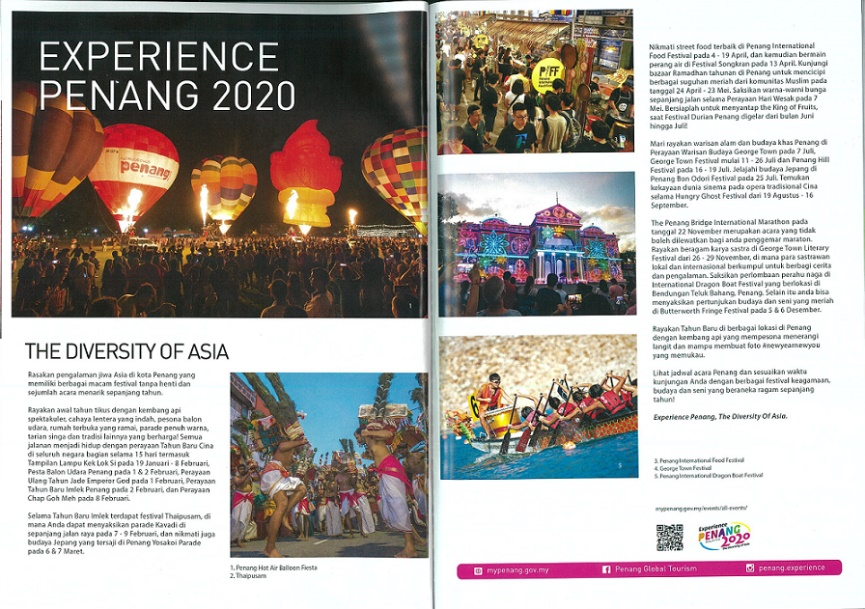 EXPERIENCE
PENANG 2020
THE DIVERSITY OF ASIA
Rasakan pengalaman jiwa Asia di kota Penang yang
memiliki berbagai macam festival tanpa henti dan
sejumlah acara menarik sepanjang tahun.
Rayakan awal tahun tikus dengan kembang api
spektakuler, cahaya lentera yang indah, pesona balon
udara, rumah terbuka yang ramai, parade penuh warna,
tarian singa dan tradisi lainnya yang berharga! Semua
jalanan menjadi hidup dengan perayaan Tahun Baru Cina
di seluruh negara bagian selama 15 hari termasuk
Tampilan Lampu Kek Lok Si pada 19 Januari - 8 Februari,
Pesta Balon Udara Penang pada 1 & 2 Februari, Perayaan
Ulang Tahun Jade Emperor God pada 1 Februari, Perayaan
Tahun Baru Imlek Penang pada 2 Februari, dan Perayaan
Chap Goh Meh pada 8 Februari.
Selama Tahun Baru Imlek terdapat festival Thaipusam, di
mana Anda dapat menyaksikan parade Kavadi di
sepanjang jalan raya pada 7 - 9 Februari, dan nikmati juga
budaya Jepang yang tersaji di Penang Yosakoi Parade
pada 6 & 7 Maret.
1. Penang Hot Air Balloon Fiesta
2. Thaipusam
penang
PIFF
5
Nikmati street food terbaik di Penang International
Food Festival pada 4 - 19 April, dan kemudian bermain
perang air di Festival Songkran pada 13 April. Kunjungi
bazaar Ramadhan tahunan di Penang untuk mencicipi
berbagai suguhan meriah dari komunitas Muslim pada
tanggal 24 April - 23 Mei. Saksikan warna-warni bunga
sepanjang jalan selama Perayaan Hari Wesak pada 7
Mei. Bersiaplah untuk menyantap the King of Fruits,
saat Festival Durian Penang digelar dari bulan Juni
hingga Juli!
Mari rayakan warisan alam dan budaya khas Penang di
Perayaan Warisan Budaya George Town pada 7 Juli,
George Town Festival mulai 11 - 26 Juli dan Penang Hill
Festival pada 16 - 19 Juli. Jelajahi budaya Jepang di
Penang Bon Odori Festival pada 25 Juli. Temukan
kekayaan dunia sinema pada opera tradisional Cina
selama Hungry Ghost Festival dari 19 Agustus - 16
September.
The Penang Bridge International Marathon pada
tanggal 22 November merupakan acara yang tidak
boleh dilewatkan bagi anda penggemar maraton.
Rayakan beragam karya sastra di George Town Literary
Festival dari 26 - 29 November, di mana para sastrawan
lokal dan internasional berkumpul untuk berbagi cerita
dan pengalaman. Saksikan perlombaan perahu naga di
International Dragon Boat Festival yang berlokasi di
Bendungan Teluk Bahang, Penang. Selain itu anda bisa
menyaksikan pertunjukan budaya dan seni yang meriah
di Butterworth Fringe Festival pada 5 & 6 Desember.
Rayakan Tahun Baru di berbagai lokasi di Penang
dengan kembang api yang mempesona menerangi
langit dan mampu membuat foto #newyearnewyou
yang memukau.
Lihat jadwal acara Penang dan sesuaikan waktu
kunjungan Anda dengan berbagai festival keagamaan,
budaya dan seni yang beraneka ragam sepanjang
tahun!
Experience Penang, The Diversity Of Asia.
3. Penang International Food Festival
4. George Town Festival
5. Penang International Dragon Boat Festival
mypenang.gov.my/events/all-events/
Experience
PENANG
2020
mypenang.gov.my
Penang Global Tourism
penang.experience